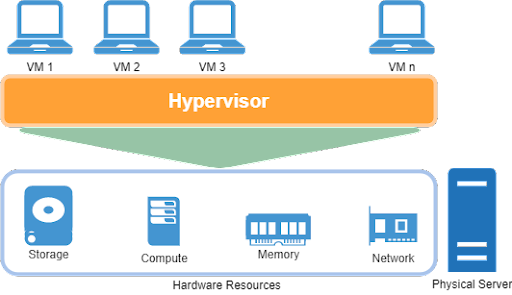 VM 1
VM 2
VM 3
VM n
Hypervisor
Storage
Compute
Memory
Network
Hardware Resources
Physical Server